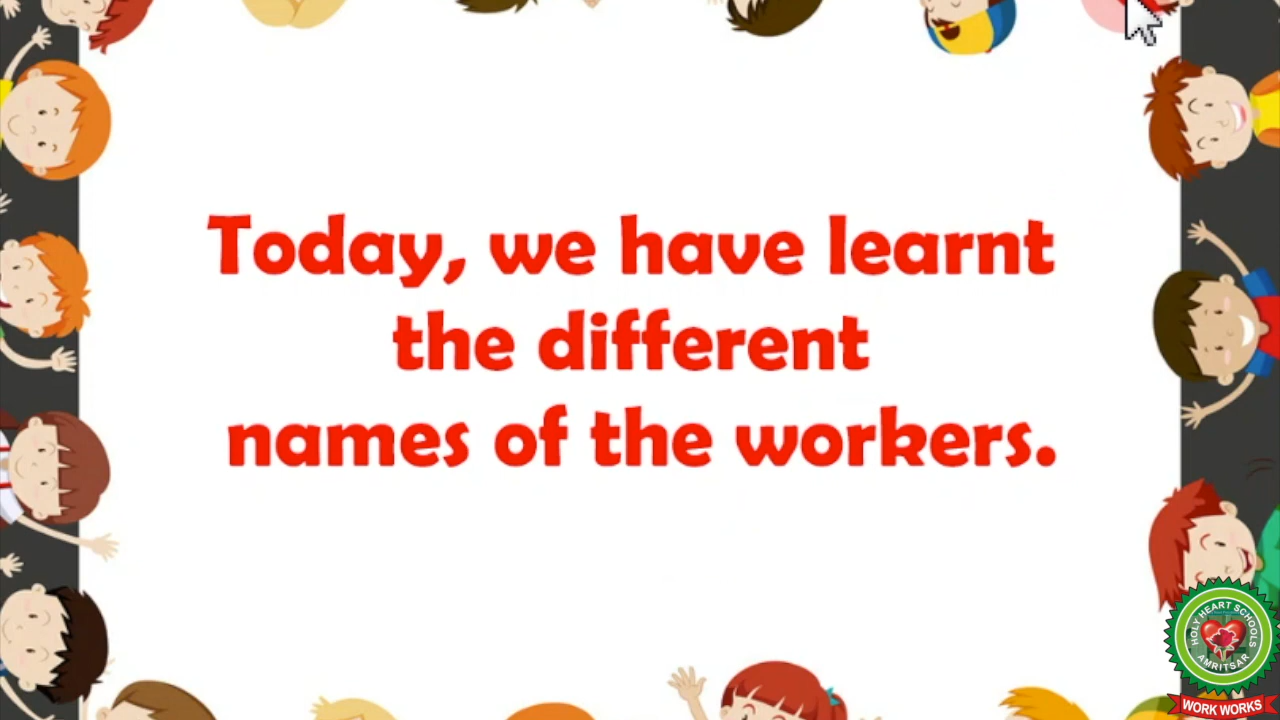 Today, we have learnt
the different
names of the workers.
HOLY HEART SCHOOLS
AMRITSAR
WORK WORKS